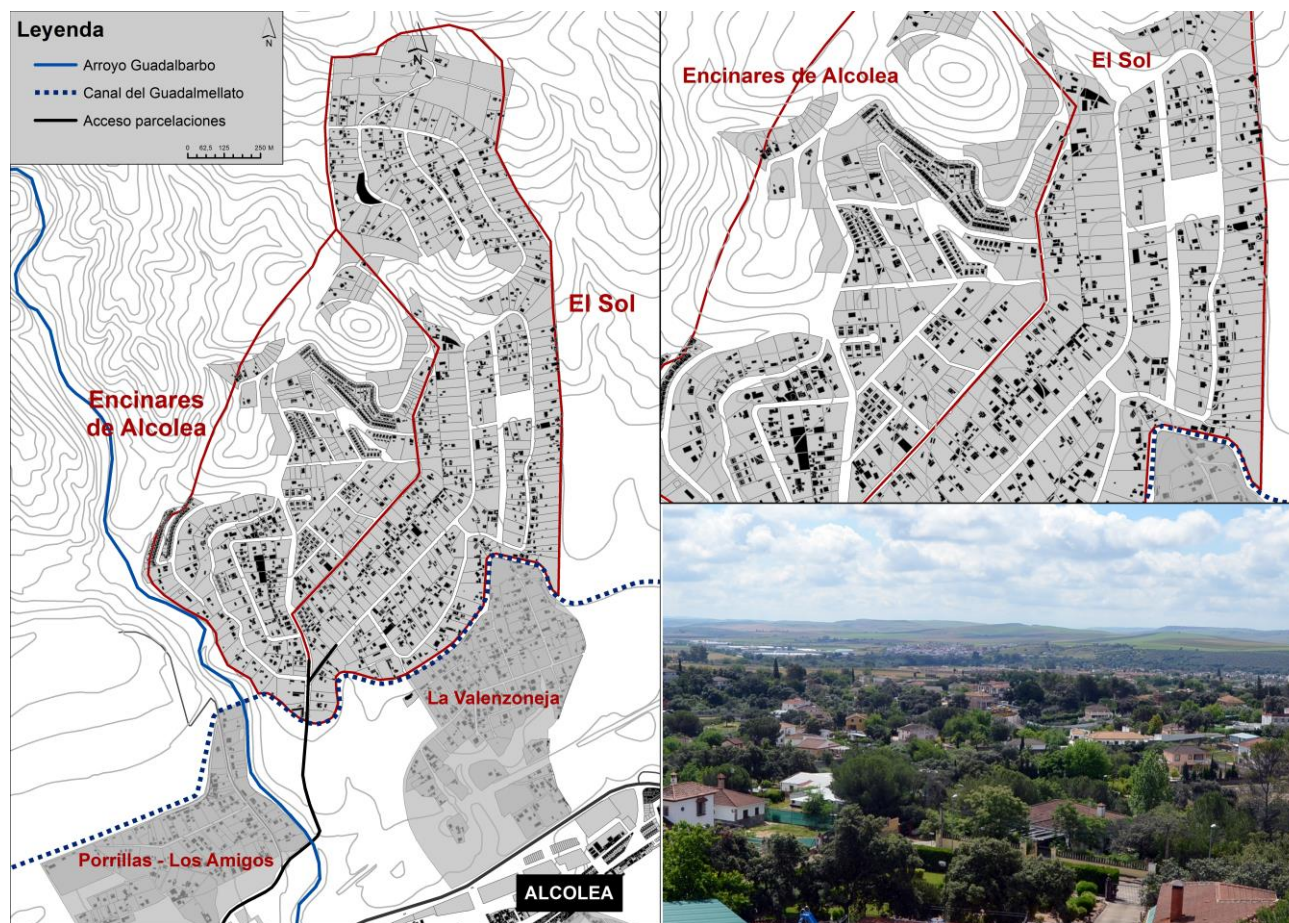 Leyenda
N
Arroyo Guadalbarbo
Canal del Guadalmellato
Acceso parcelaciones
0 62,5 125 250 M
N
El Sol
Encinares
de Alcolea
La Valenzoneja
Porrillas - Los Amigos
ALCOLEA
Encinares de Alcolea
El Sol